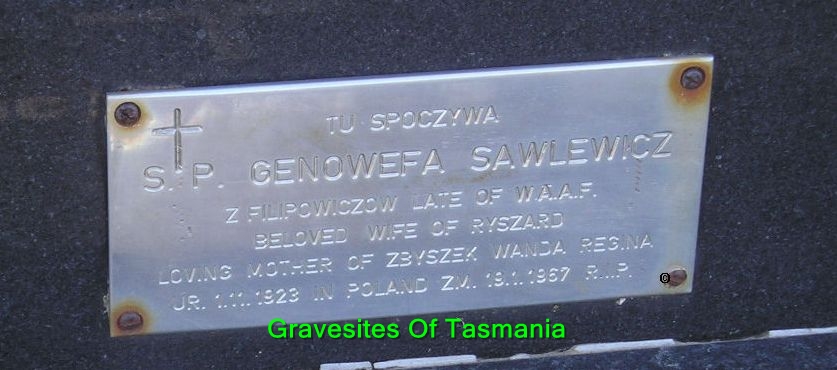 TU SPOCZYWA
S. P. GENOWEFA SAWLEWICZ
Z FILIPOWICZOW LATE OF W.A.A.F.
BELOVED WIFE OF RYSZARD
LOVING MOTHER OF ZBYSZEK WANDA REGINA
UR. 1.11.1923 IN POLAND ZM. 19.1.1967 R.I.P.
©
Gravesites Of Tasmania